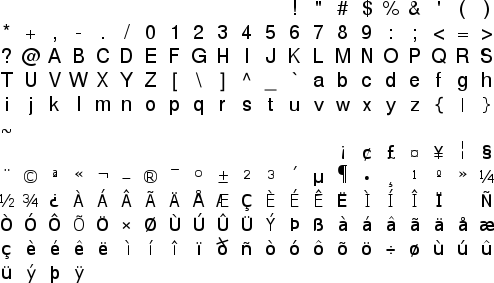 ! " # $ % & ' ( )
* + , - . / 0 1 2 3 4 5 6 7 8 9 : ; < = >
? @ A B C D E F G H I J K L M N O P Q R S
T U V W X Y Z [ \ ] ^ _ ` a b c d e f g h
i j k l m n o p q r s t u v w x y z { | }
~
¡ ¢ £ ¤ ¥ ¦ §
¨ © ª « ¬ – ® ¯ ° ± 2 3 ´ µ ¶ • ¸ 1 º » ¼
½ ¾ ¿ À Á Â Ã Ä Å Æ Ç È É Ê Ë Ì Í Î Ï Ñ
Ò Ó Ô Õ Ö × Ø Ù Ú Û Ü Ý Þ ß à á â ã ä å æ
ç è é ê ë ì í î ï ð ñ ò ó ô õ ö ÷ ø ù ú û
ü ý þ ÿ